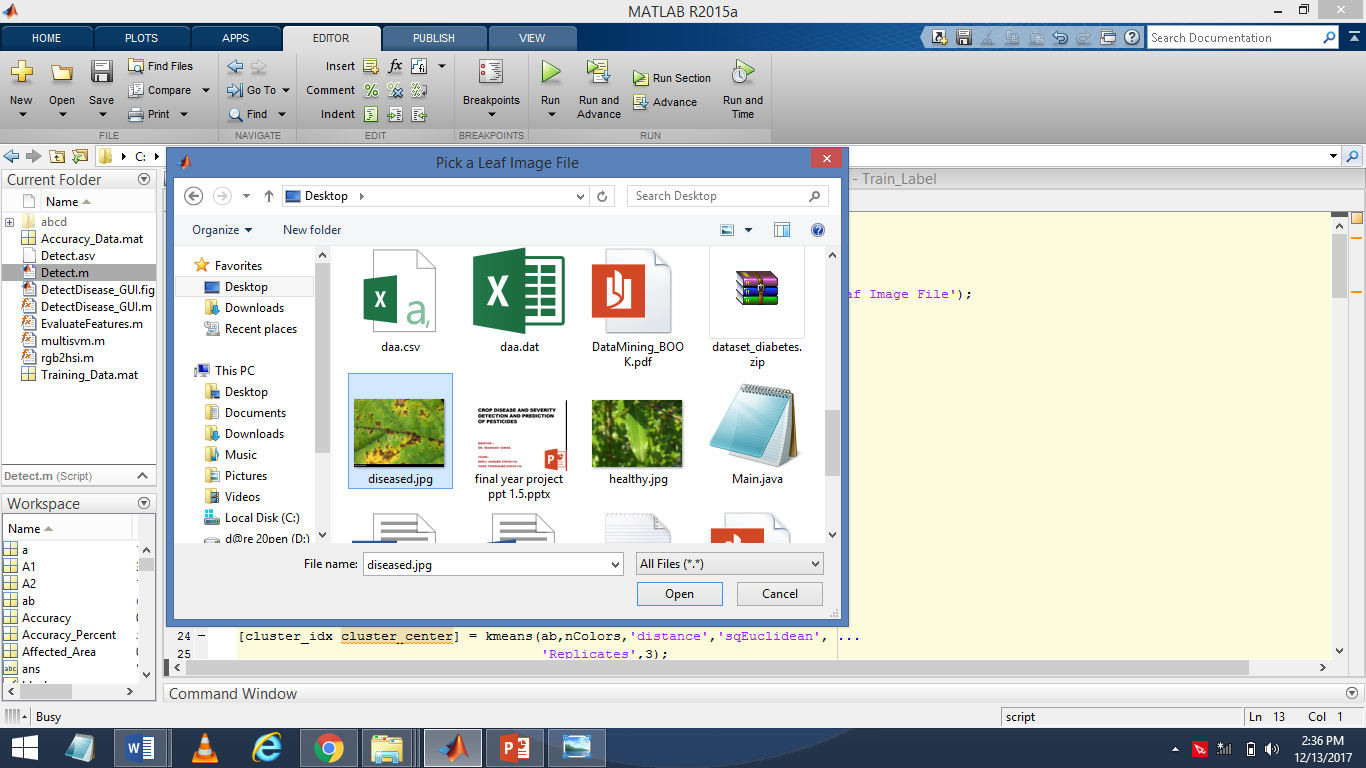 MATLAB R2015a
HOME
PLOTS
APPS
EDITOR
PUBLISH
VIEW
Search Documentation
New
Open
Save
Find Files
Compare
Print
Go To
Find
Insert
fx
Comment
Indent
Breakpoints
Run
Run and Advance
Run Section
Advance
Run and Time
FILE
NAVIGATE
EDIT
BREAKPOINTS
RUN
C:
Current Folder
Name
abcd
Accuracy_Data.mat
Detect.asv
Detect.m
DetectDisease_GUI.fig
DetectDisease_GUI.m
EvaluateFeatures.m
multisvm.m
rgb2hsi.m
Training_Data.mat
Detect.m (Script)
Workspace
Name
a
A1
A2
ab
Accuracy
Accuracy_Percent
Affected_Area
ans
Pick a Leaf Image File
Desktop
Search Desktop
Organize
New folder
Favorites
Desktop
Downloads
Recent places
This PC
Desktop
Documents
Downloads
Music
Pictures
Videos
Local Disk (C:)
d@re 20pen (D:)
daa.csv
daa.dat
DataMining_BOO
K.pdf
dataset_diabetes.
zip
diseased.jpg
CROP DISEASE AND SEVERITY
DETECTION AND PREDICTION
OF PESTICIDES
final year project
ppt 1.5.pptx
healthy.jpg
Main.java
File name:
diseased.jpg
All Files (*.*)
Open
Cancel
- Train_Label
af Image File');
24 –
[cluster_idx cluster_center] = kmeans(ab,nColors,'distance','sqEuclidean', ...
25
'Replicates',3);
Command Window
Busy
script
Ln 13 Col 1
2:36 PM
12/13/2017